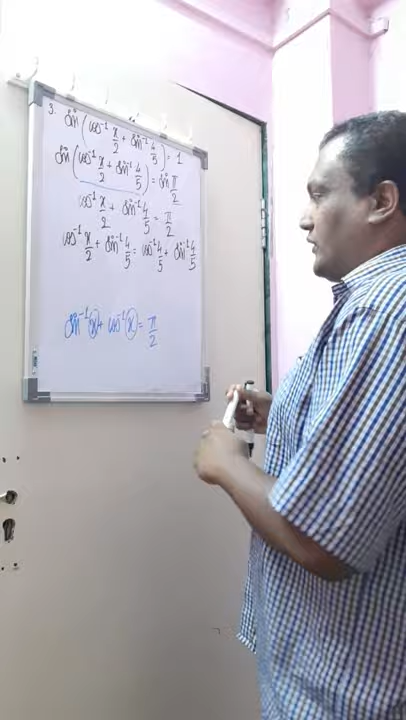 3. sin(cos⁻¹ x/2 + sin⁻¹ 4/5) = 1
sin(cos⁻¹ x/2 + sin⁻¹ 4/5) = sin π/2
cos⁻¹ x/2 + sin⁻¹ 4/5 = π/2
cos⁻¹ x/2 + sin⁻¹ 4/5 = cos⁻¹ 4/5 + sin⁻¹ 4/5
sin⁻¹(x) + cos⁻¹(x) = π/2